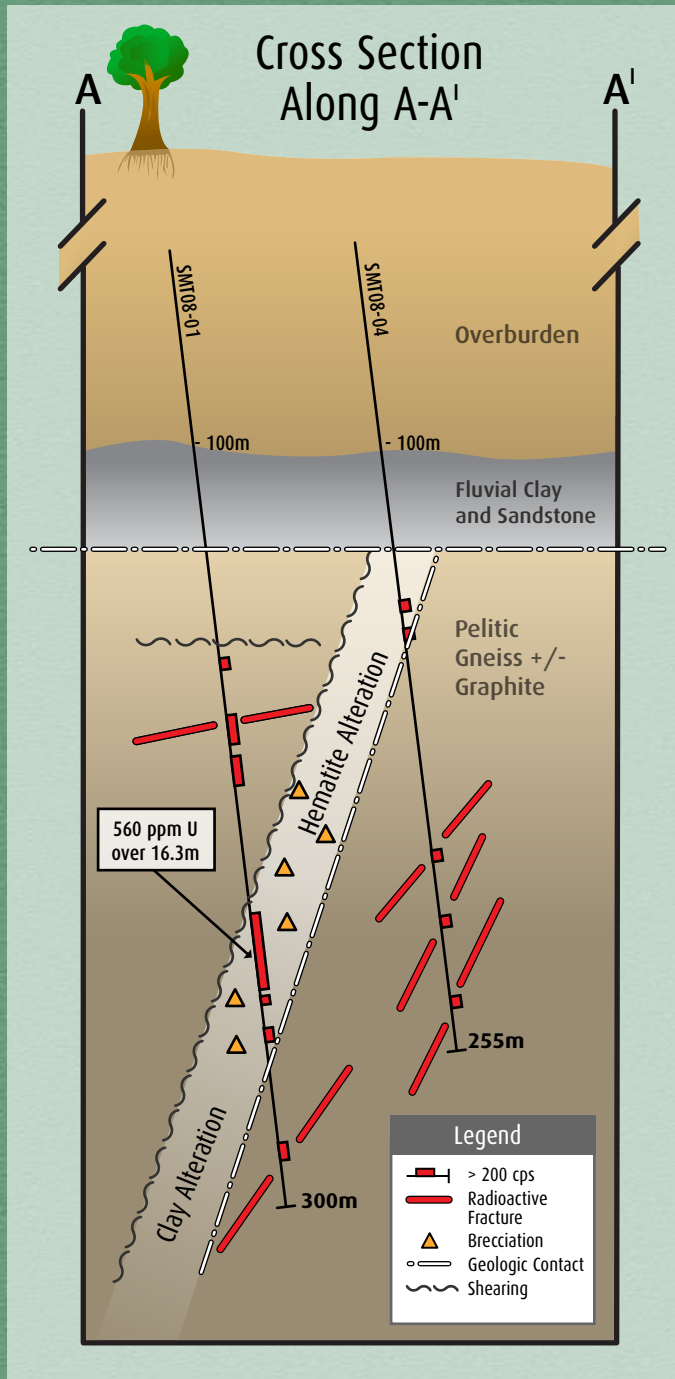 Cross Section
Along A-A'
A
A'
SMT08-01
SMT08-04
Overburden
- 100m
- 100m
Fluvial Clay
and Sandstone
Pelitic
Gneiss +/-
Graphite
Hematite Alteration
560 ppm U
over 16.3m
255m
Clay Alteration
300m
Legend
> 200 cps
Radioactive
Fracture
Brecciation
Geologic Contact
Shearing